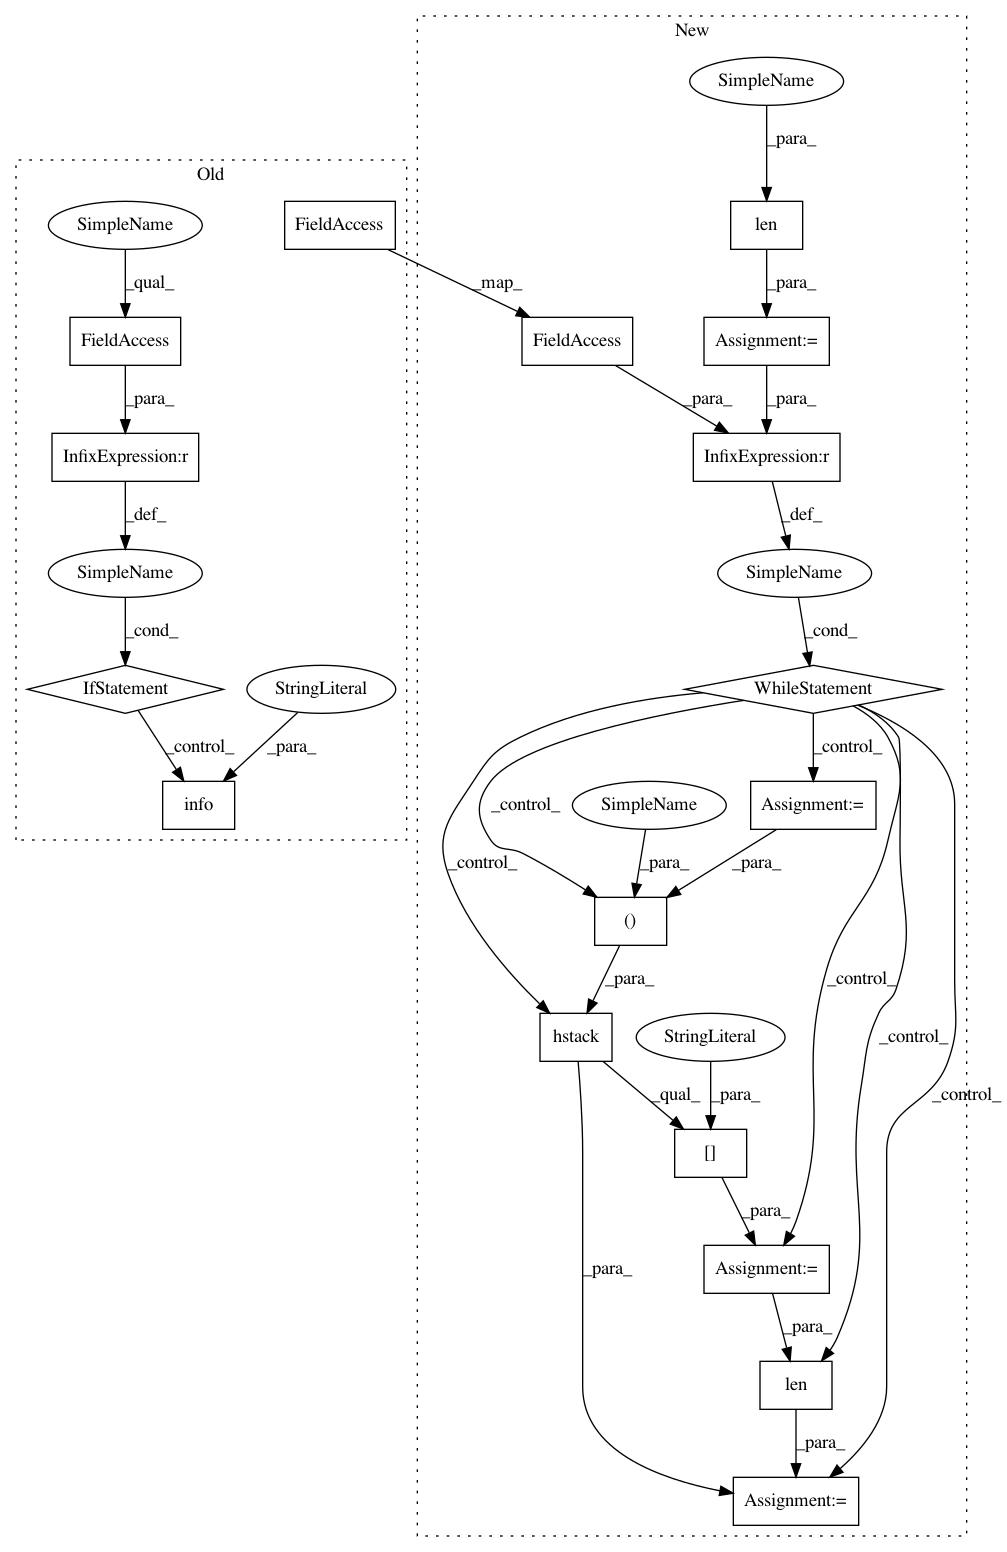 New
SimpleName
_para_
Old
SimpleName
FieldAccess
len
_qual_
_map_
_para_
FieldAccess
FieldAccess
Assignment:=
_para_
_para_
_para_
InfixExpression:r
InfixExpression:r
_def_
_def_
SimpleName
SimpleName
_cond_
_cond_
IfStatement
StringLiteral
WhileStatement
_control_
_para_
_control_
info
SimpleName
Assignment:=
_control_
_control_
_para_
_para_
()
_control_
_para_
hstack
StringLiteral
_control_
_qual_
_para_
_control_
[]
_para_
Assignment:=
_para_
_para_
len
_para_
Assignment:=